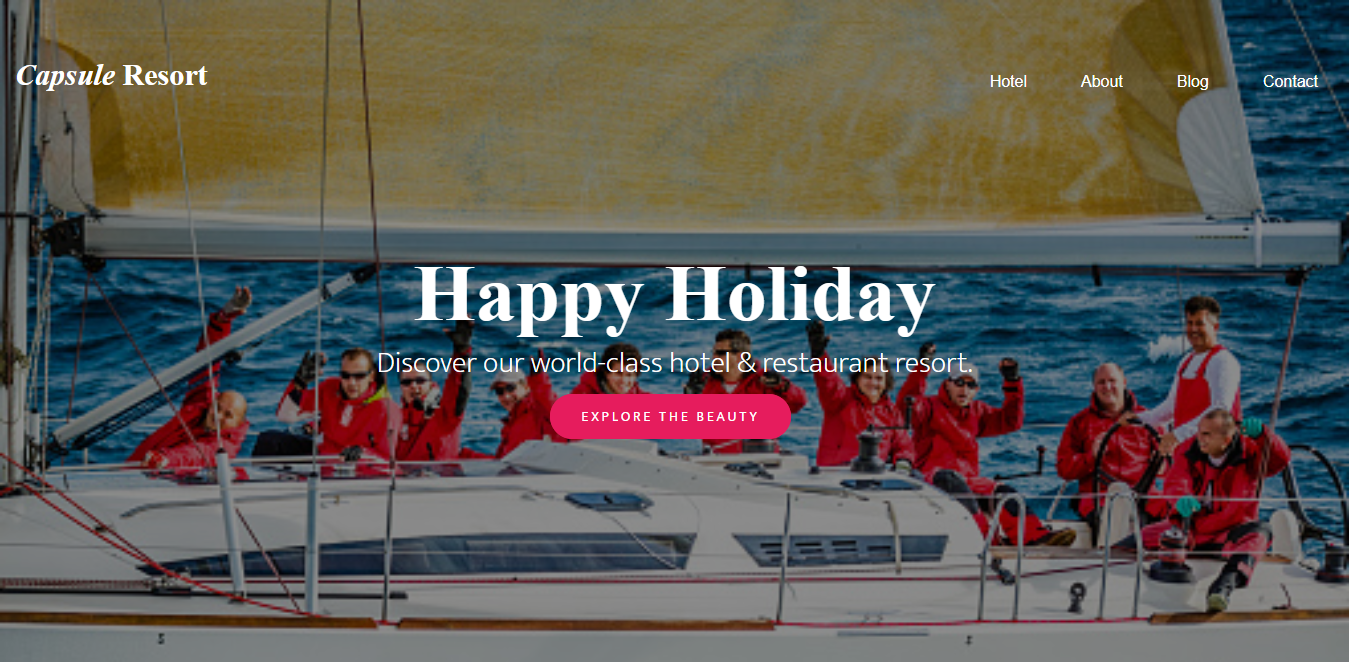 Capsule Resort
Hotel
About
Blog
Contact
Happy Holiday
Discover our world-class hotel & restaurant resort.
EXPLORE THE BEAUTY